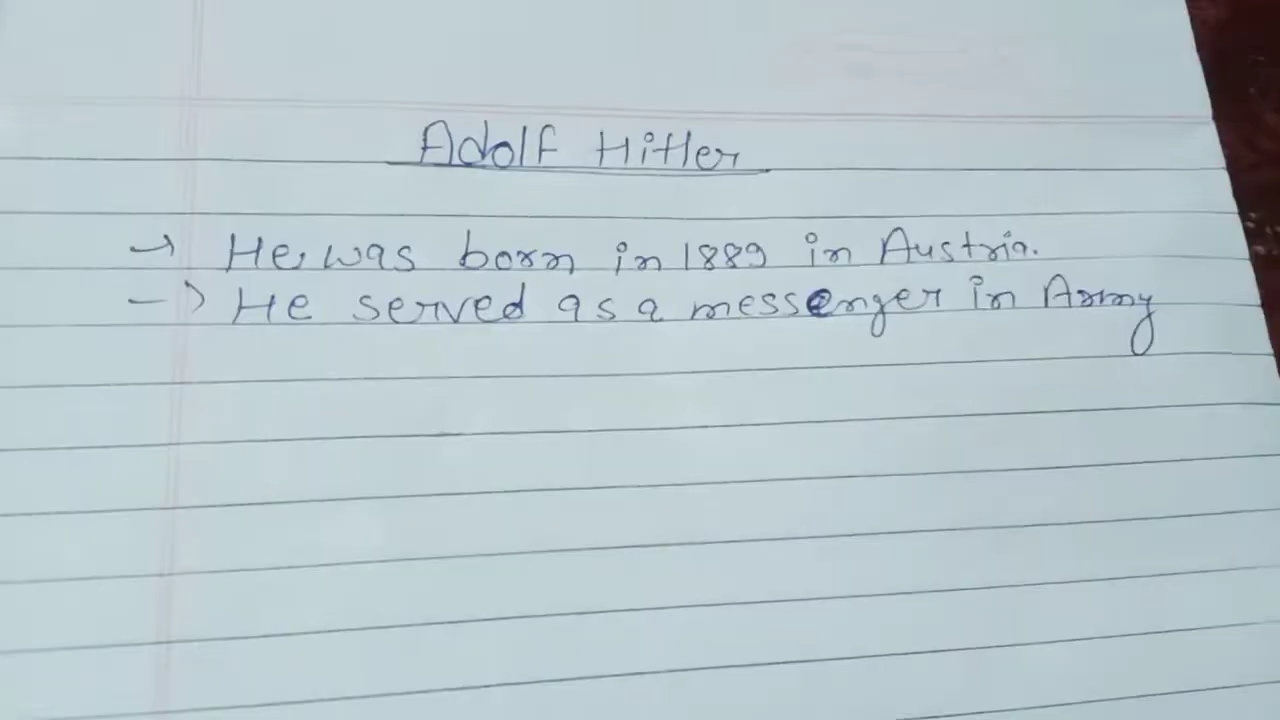 Adolf Hitler
→ He was born in 1889 in Austria.
→ He served as a messenger in Army